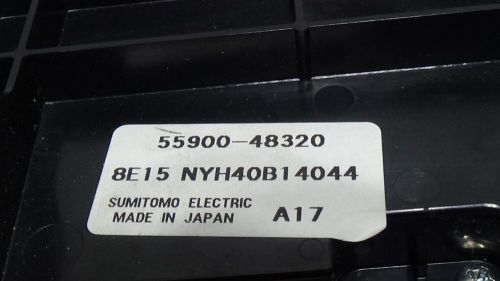 55900-48320
8E15 NYH40B14044
SUMITOMO ELECTRIC
MADE IN JAPAN A17